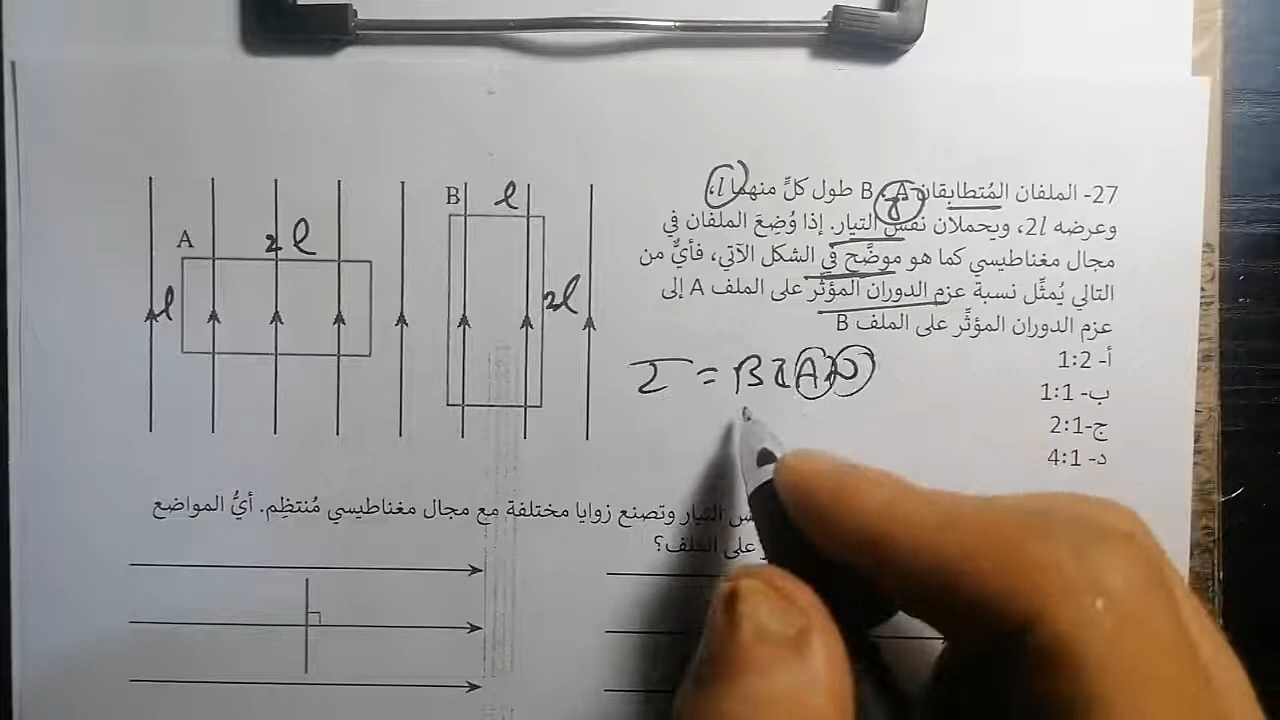 27- الملفان المُتطابقان A، B طول كلٍّ منهما l،
وعرضه 2l، ويحملان نفس التيار. إذا وُضِعَ الملفان في
مجال مغناطيسي كما هو موضَّح في الشكل الآتي، فأيٌّ من
التالي يُمثِّل نسبة عزم الدوران المؤثِّر على الملف A إلى
عزم الدوران المؤثِّر على الملف B
أ- 1:2
ب- 1:1
ج- 2:1
د- 4:1
A
2l
l
B
l
2l
τ = BIAN
التيار وتصنع زوايا مختلفة مع مجال مغناطيسي مُنتظِم. أيُّ المواضع
على الملف؟